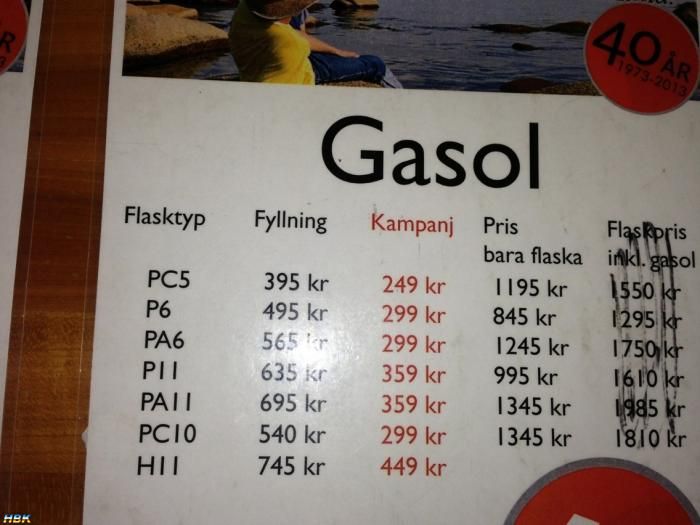 40 ÅR
1973-2013
Gasol
Flasktyp Fyllning Kampanj Pris bara flaska Flaskpris inkl. gasol
PC5 395 kr 249 kr 1195 kr 1550 kr
P6 495 kr 299 kr 845 kr 1295 kr
PA6 565 kr 299 kr 1245 kr 1750 kr
P11 635 kr 359 kr 995 kr 1610 kr
PA11 695 kr 359 kr 1345 kr 1985 kr
PC10 540 kr 299 kr 1345 kr 1810 kr
H11 745 kr 449 kr
HBK